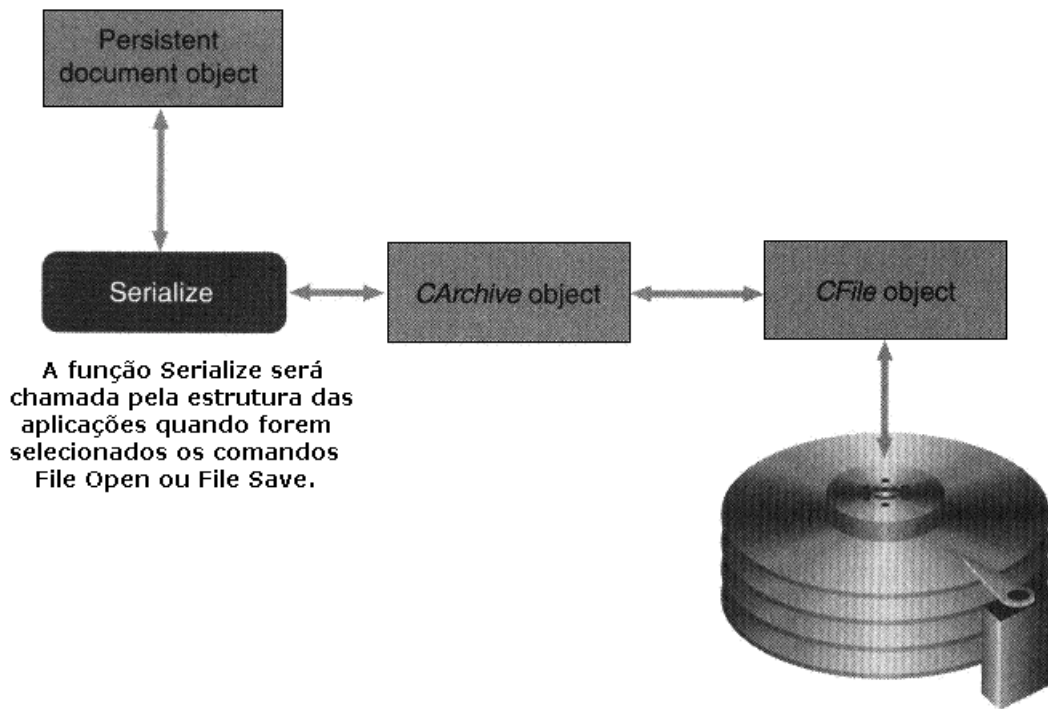 Persistent
document object
Serialize
CArchive object
CFile object
A função Serialize será
chamada pela estrutura das
aplicações quando forem
selecionados os comandos
File Open ou File Save.